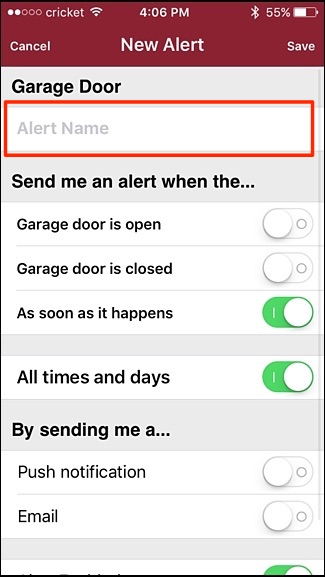 cricket 4:06 PM 55%
Cancel New Alert Save
Garage Door
Alert Name
Send me an alert when the...
Garage door is open
Garage door is closed
As soon as it happens
All times and days
By sending me a...
Push notification
Email